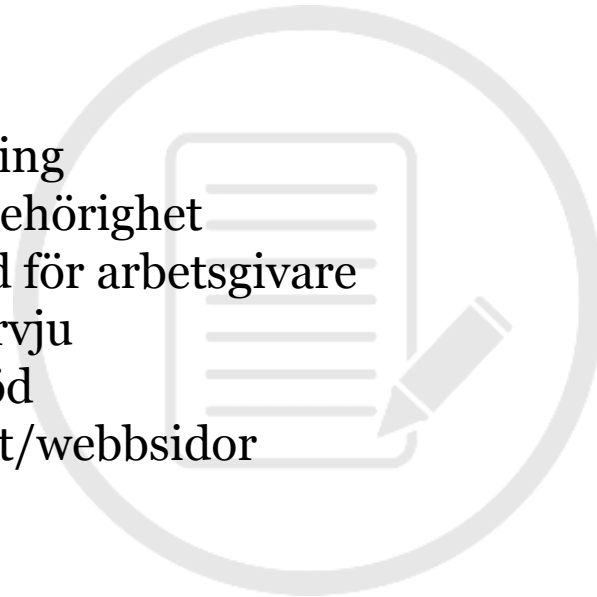 ing
ehörighet
d för arbetsgivare
rvju
öd
t/webbsidor